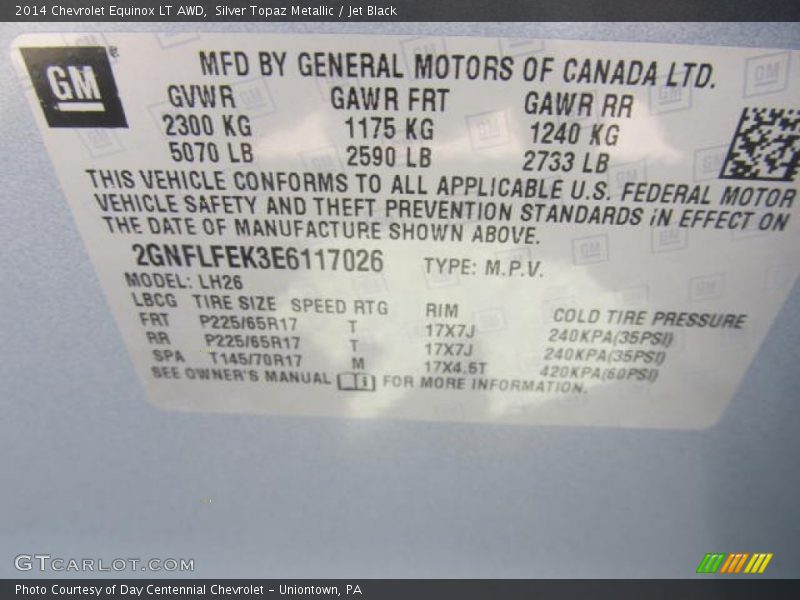 2014 Chevrolet Equinox LT AWD, Silver Topaz Metallic / Jet Black
GM
MFD BY GENERAL MOTORS OF CANADA LTD.
GVWR GAWR FRT GAWR RR
2300 KG 1175 KG 1240 KG
5070 LB 2590 LB 2733 LB
THIS VEHICLE CONFORMS TO ALL APPLICABLE U.S. FEDERAL MOTOR
VEHICLE SAFETY AND THEFT PREVENTION STANDARDS IN EFFECT ON
THE DATE OF MANUFACTURE SHOWN ABOVE.
2GNFLFEK3E6117026 TYPE: M.P.V.
MODEL: LH26
LBCG TIRE SIZE SPEED RTG RIM COLD TIRE PRESSURE
FRT P225/65R17 T 17X7J 240KPA(35PSI)
RR P225/65R17 T 17X7J 240KPA(35PSI)
SPA T145/70R17 M 17X4.5T 420KPA(60PSI)
SEE OWNER'S MANUAL FOR MORE INFORMATION.
GTCARLOT.COM
Photo Courtesy of Day Centennial Chevrolet - Uniontown, PA